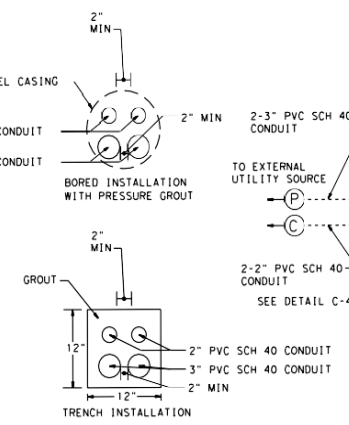 2"
MIN
EL CASING
CONDUIT
2" MIN
CONDUIT
BORED INSTALLATION
WITH PRESSURE GROUT
2-3" PVC SCH 40
CONDUIT
TO EXTERNAL
UTILITY SOURCE
P
C
2-2" PVC SCH 40-
CONDUIT
SEE DETAIL C-4
2"
MIN
GROUT
12"
2" PVC SCH 40 CONDUIT
3" PVC SCH 40 CONDUIT
2" MIN
12"
TRENCH INSTALLATION